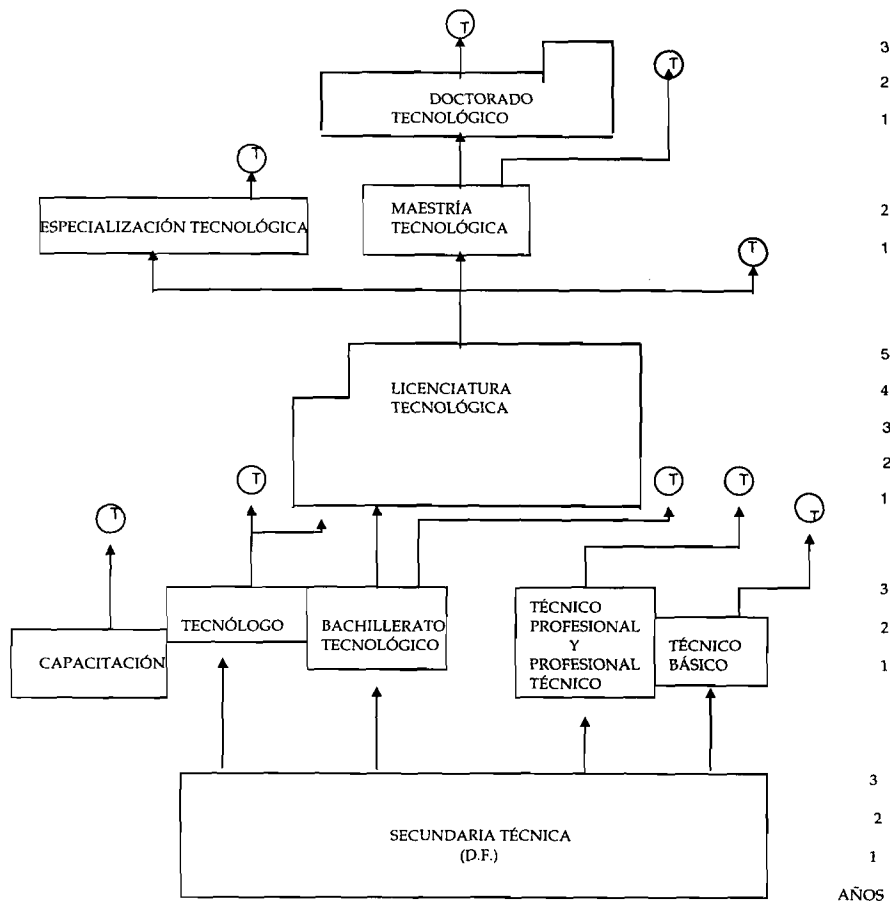 T
3
T
2
DOCTORADO
TECNOLÓGICO
1
T
ESPECIALIZACIÓN TECNOLÓGICA
MAESTRÍA
TECNOLÓGICA
2
1
T
5
LICENCIATURA
TECNOLÓGICA
4
3
2
1
T
T
T
T
T
TECNÓLOGO
BACHILLERATO
TECNOLÓGICO
CAPACITACIÓN
TÉCNICO
PROFESIONAL
Y
PROFESIONAL
TÉCNICO
TÉCNICO
BÁSICO
3
2
1
SECUNDARIA TÉCNICA
(D.F.)
3
2
1
AÑOS